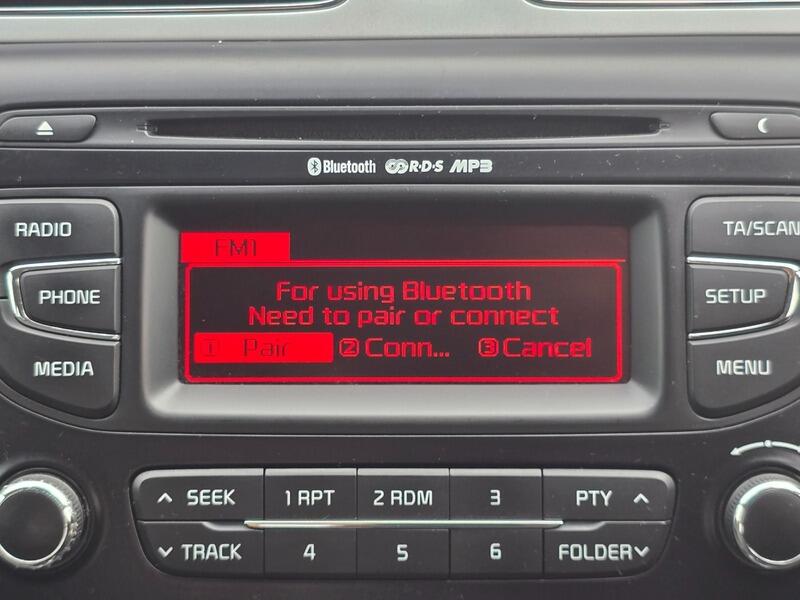 Bluetooth R·D·S MP3
RADIO
PHONE
MEDIA
FM1
For using Bluetooth
Need to pair or connect
1 Pair 2 Conn... 3 Cancel
TA/SCAN
SETUP
MENU
SEEK 1 RPT 2 RDM 3 PTY
TRACK 4 5 6 FOLDER